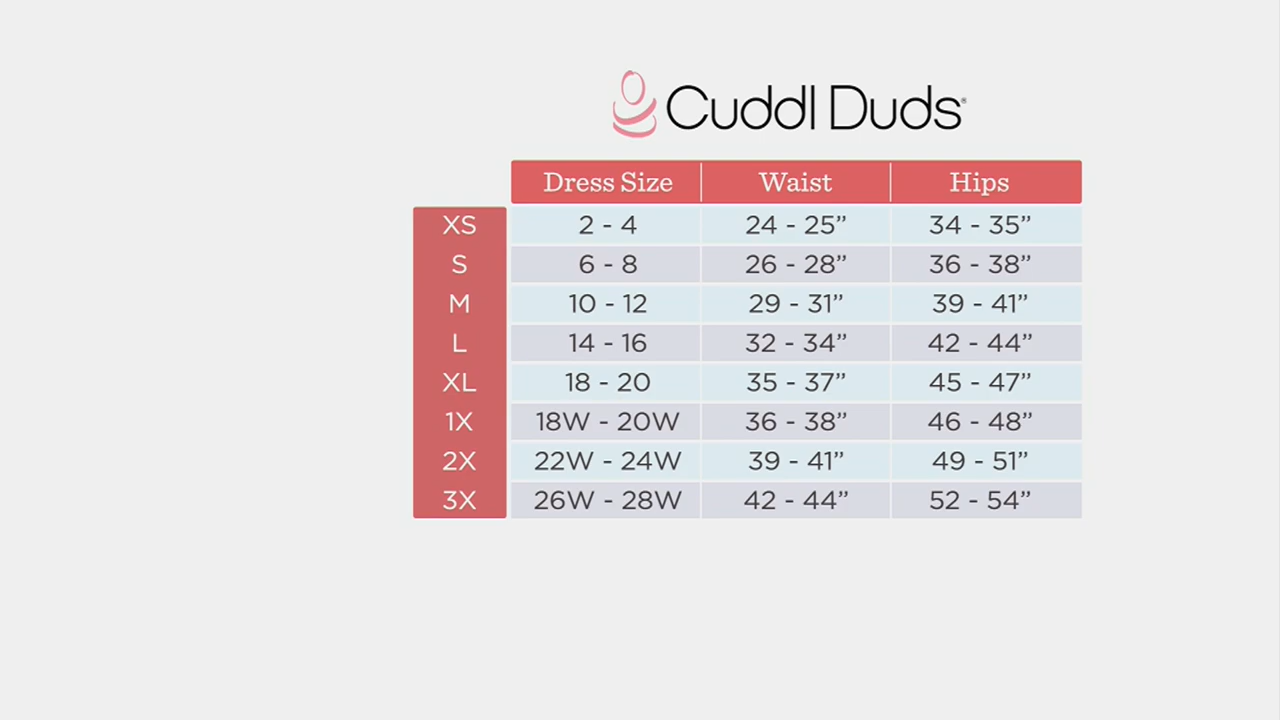 Cuddl Duds®
Dress Size Waist Hips
XS 2 - 4 24 - 25” 34 - 35”
S 6 - 8 26 - 28” 36 - 38”
M 10 - 12 29 - 31” 39 - 41”
L 14 - 16 32 - 34” 42 - 44”
XL 18 - 20 35 - 37” 45 - 47”
1X 18W - 20W 36 - 38” 46 - 48”
2X 22W - 24W 39 - 41” 49 - 51”
3X 26W - 28W 42 - 44” 52 - 54”